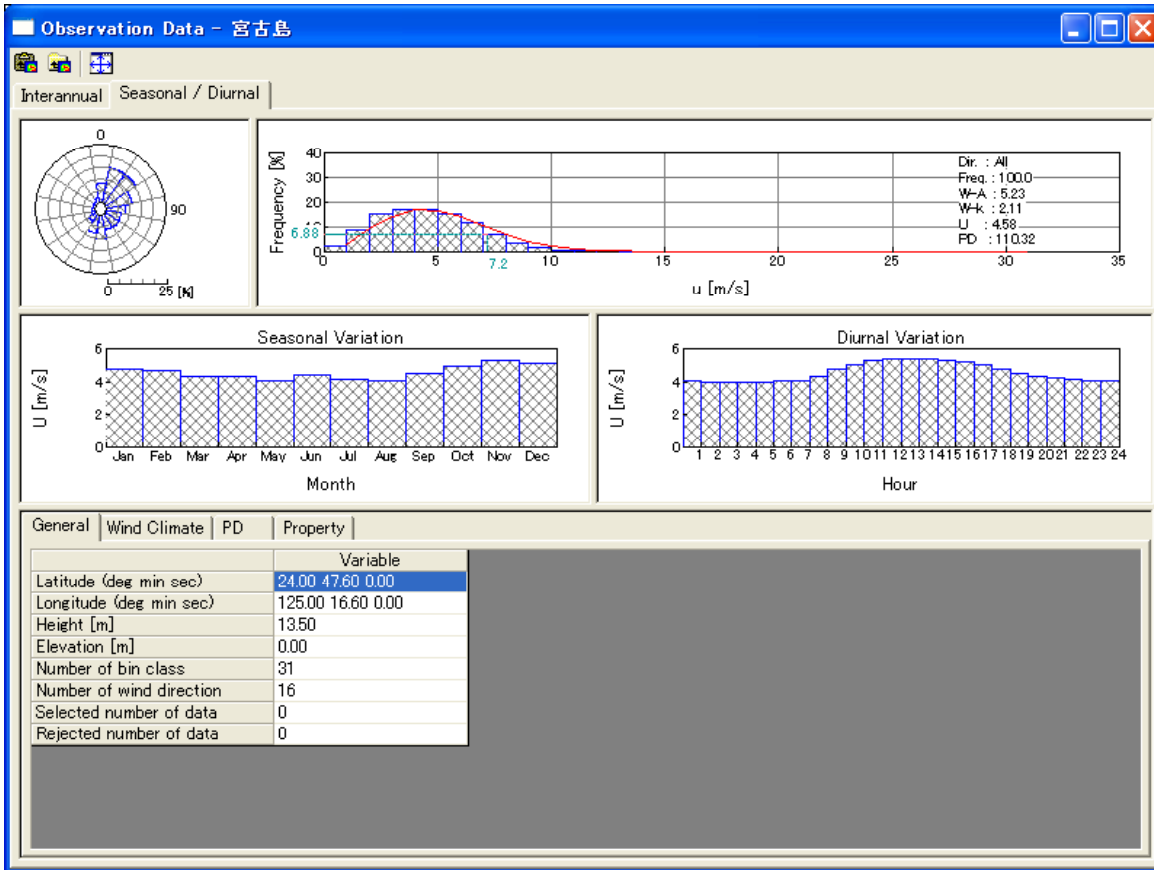 Observation Data - 宮古島
Interannual Seasonal / Diurnal
0
90
0 25 [%]
Frequency [%]
40
30
20
10
0
6.88
0 5 7.2 10 15 20 25 30 35
u [m/s]
Dir. : All
Freq. : 100.0
W-A : 5.23
W-k : 2.11
U : 4.58
PD : 110.32
Seasonal Variation
U [m/s]
6
4
2
0
Jan Feb Mar Apr May Jun Jul Aug Sep Oct Nov Dec
Month
Diurnal Variation
U [m/s]
6
4
2
0
1 2 3 4 5 6 7 8 9 10 11 12 13 14 15 16 17 18 19 20 21 22 23 24
Hour
General Wind Climate PD Property
Variable
Latitude (deg min sec) 24.00 47.60 0.00
Longitude (deg min sec) 125.00 16.60 0.00
Height [m] 13.50
Elevation [m] 0.00
Number of bin class 31
Number of wind direction 16
Selected number of data 0
Rejected number of data 0